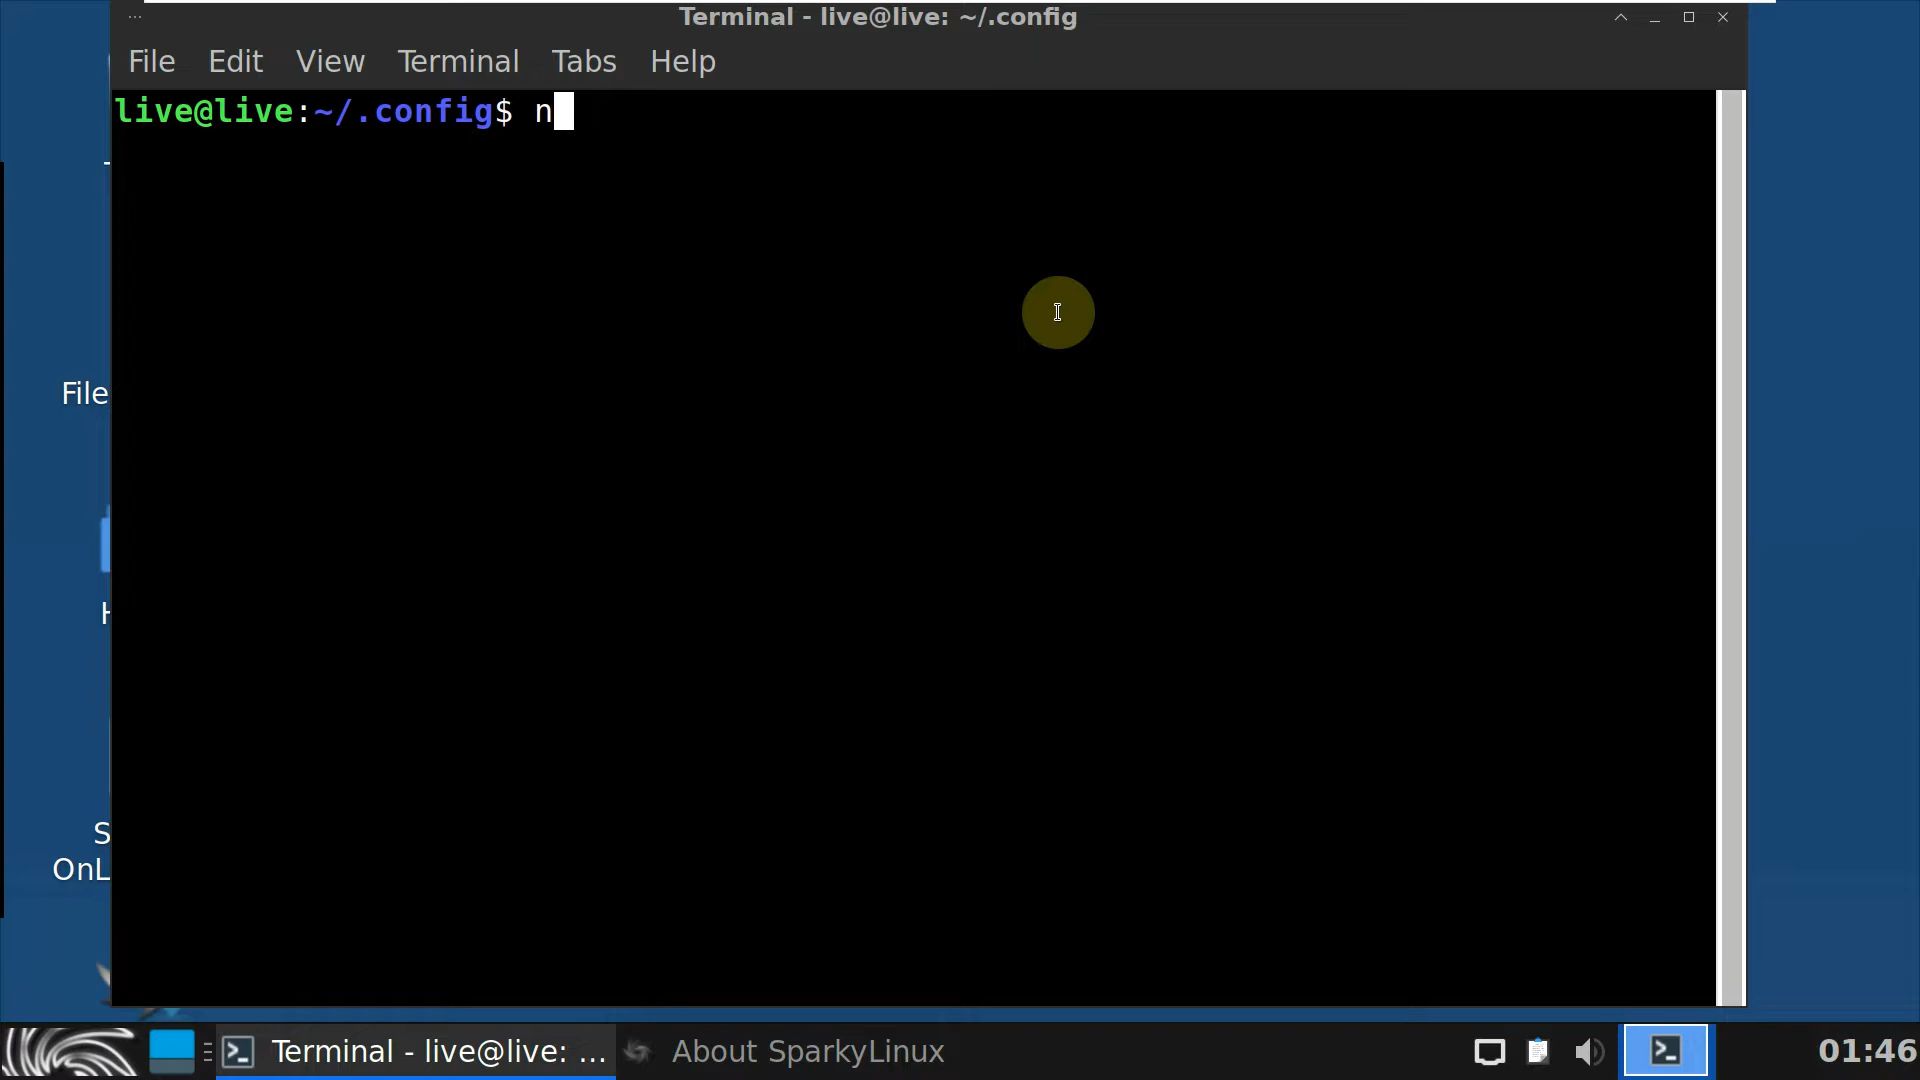 Terminal - live@live: ~/.config
File Edit View Terminal Tabs Help
live@live:~/.config$ n
File
H
S
OnL
Terminal - live@live: ...
About SparkyLinux
01:46